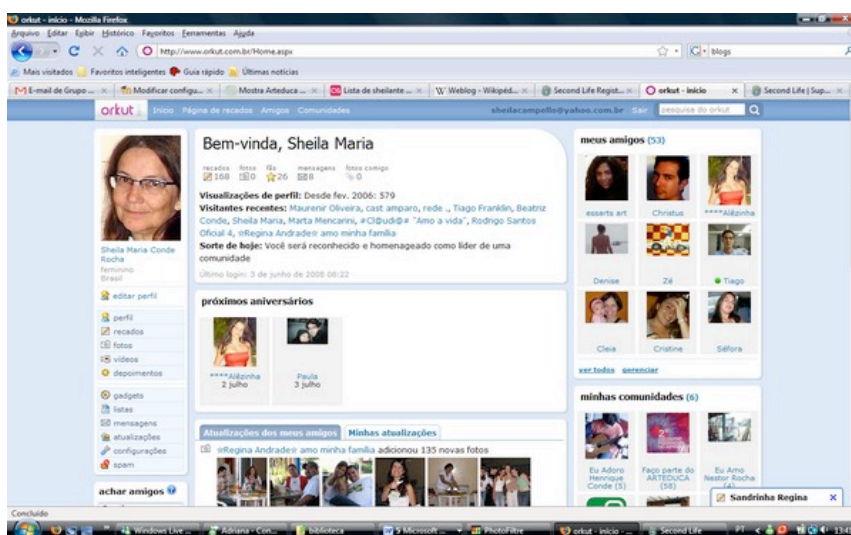 orkut - início - Mozilla Firefox
Arquivo Editar Exibir Histórico Favoritos Ferramentas Ajuda
http://www.orkut.com.br/Home.aspx
blogs
Mais visitados Favoritos inteligentes Guia rápido Últimas notícias
E-mail de Grupo ... Modificar configu... Mostra Arteduca ... Lista de sheilante ... Weblog - Wikipéd... Second Life Regist... orkut - início Second Life | Sup...
orkut Início Página de recados Amigos Comunidades sheilacampello@yahoo.com.br Sair pesquisa do orkut
Bem-vinda, Sheila Maria
recados fotos fãs mensagens fotos comigo
168 0 26 8 0
Visualizações de perfil: Desde fev. 2006: 579
Visitantes recentes: Maurenir Oliveira, cast amparo, rede ., Tiago Franklin, Beatriz
Conde, Sheila Maria, Marta Mencarini, #Cl@udi@# "Amo a vida", Rodrigo Santos
Oficial 4, ☆Regina Andrade☆ amo minha família
Sorte de hoje: Você será reconhecido e homenageado como líder de uma
comunidade
Último login: 3 de junho de 2008 08:22
Sheila Maria Conde
Rocha
feminino
Brasil
editar perfil
perfil
recados
fotos
vídeos
depoimentos
gadgets
listas
mensagens
atualizações
configurações
spam
achar amigos
próximos aniversários
****Alêzinha
2 julho
Paula
3 julho
Atualizações dos meus amigos Minhas atualizações
☆Regina Andrade☆ amo minha família adicionou 135 novas fotos
meus amigos (53)
esserts art Christus ****Alêzinha
Denise Zé Tiago
Cleia Cristine Séfora
ver todos gerenciar
minhas comunidades (6)
Eu Adoro
Henrique
Conde (5)
Faço parte do
ARTEDUCA
(58)
Eu Amo
Nestor Rocha
(4)
Sandrinha Regina
Concluído
Windows Live ... Adriana - Con... biblioteca 5 Microsoft ... PhotoFiltre orkut - início - ... Second Life PT 13:45